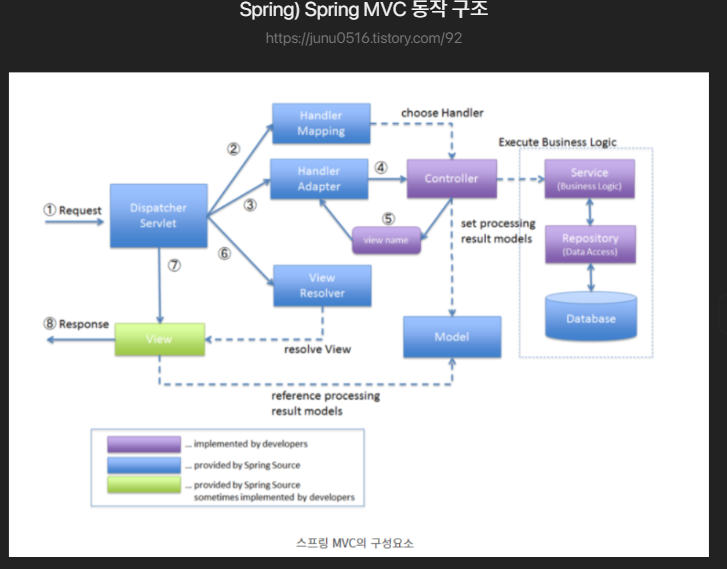 Spring) Spring MVC 동작 구조
https://junu0516.tistory.com/92
Handler
Mapping
choose Handler
②
Execute Business Logic
Handler
Adapter
④
Controller
Service
(Business Logic)
① Request
Dispatcher
Servlet
③
⑤
view name
set processing
result models
Repository
(Data Access)
⑥
⑦
View
Resolver
Database
⑧ Response
View
resolve View
Model
reference processing
result models
... implemented by developers
... provided by Spring Source
... provided by Spring Source
sometimes implemented by developers
스프링 MVC의 구성요소